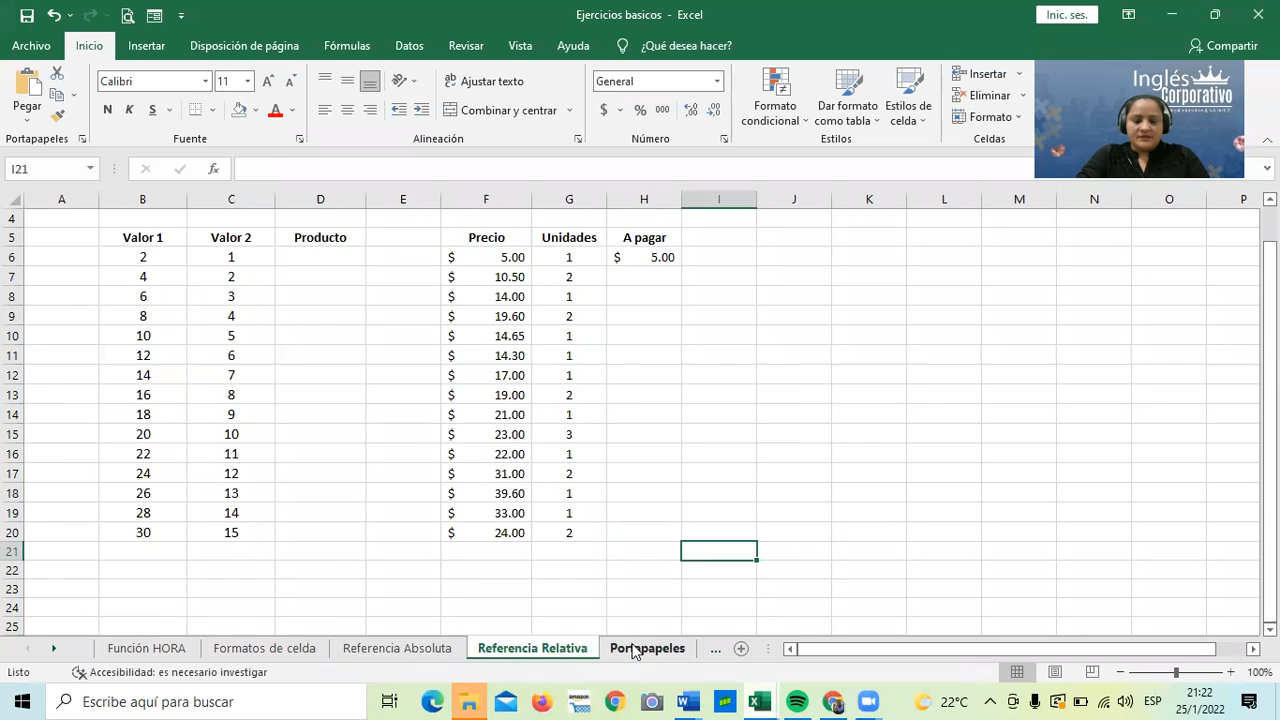 Ejercicios basicos - Excel
Inic. ses.
Archivo Inicio Insertar Disposición de página Fórmulas Datos Revisar Vista Ayuda ¿Qué desea hacer? Compartir
Pegar
Portapapeles
Calibri 11
N K S
Fuente
Ajustar texto
Combinar y centrar
Alineación
General
$ % 000
Número
Formato condicional
Dar formato como tabla
Estilos de celda
Estilos
Insertar
Eliminar
Formato
Celdas
Inglés
Corporativo
I21 fx
A B C D E F G H I J K L M N O P
4
5 Valor 1 Valor 2 Producto Precio Unidades A pagar
6 2 1 $ 5.00 1 $ 5.00
7 4 2 $ 10.50 2
8 6 3 $ 14.00 1
9 8 4 $ 19.60 2
10 10 5 $ 14.65 1
11 12 6 $ 14.30 1
12 14 7 $ 17.00 1
13 16 8 $ 19.00 2
14 18 9 $ 21.00 1
15 20 10 $ 23.00 3
16 22 11 $ 22.00 1
17 24 12 $ 31.00 2
18 26 13 $ 39.60 1
19 28 14 $ 33.00 1
20 30 15 $ 24.00 2
21
22
23
24
25
Función HORA Formatos de celda Referencia Absoluta Referencia Relativa Portapapeles ...
Listo Accesibilidad: es necesario investigar 100%
Escribe aquí para buscar 22°C ESP 21:22
25/1/2022